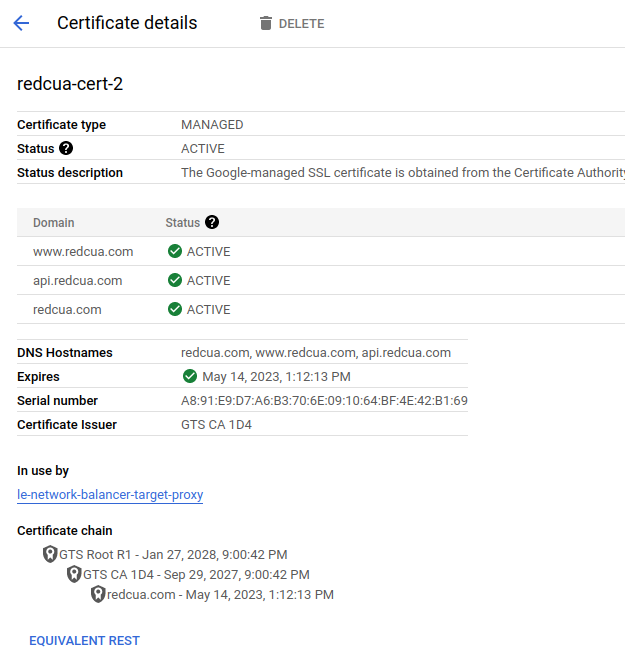 Certificate details DELETE
redcua-cert-2
Certificate type MANAGED
Status ? ACTIVE
Status description The Google-managed SSL certificate is obtained from the Certificate Authority
Domain Status ?
www.redcua.com ACTIVE
api.redcua.com ACTIVE
redcua.com ACTIVE
DNS Hostnames redcua.com, www.redcua.com, api.redcua.com
Expires May 14, 2023, 1:12:13 PM
Serial number A8:91:E9:D7:A6:B3:70:6E:09:10:64:BF:4E:42:B1:69
Certificate Issuer GTS CA 1D4
In use by
le-network-balancer-target-proxy
Certificate chain
GTS Root R1 - Jan 27, 2028, 9:00:42 PM
GTS CA 1D4 - Sep 29, 2027, 9:00:42 PM
redcua.com - May 14, 2023, 1:12:13 PM
EQUIVALENT REST